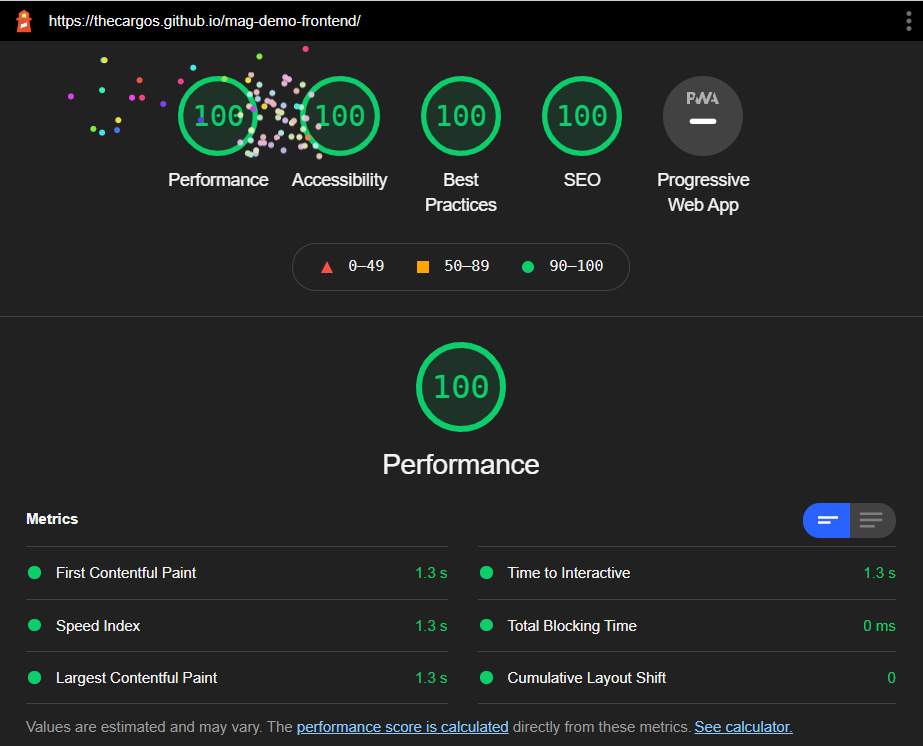 https://thecargos.github.io/mag-demo-frontend/
100 100 100 100 PWA
Performance Accessibility Best Practices SEO Progressive Web App
0–49 50–89 90–100
100
Performance
Metrics
First Contentful Paint 1.3 s
Time to Interactive 1.3 s
Speed Index 1.3 s
Total Blocking Time 0 ms
Largest Contentful Paint 1.3 s
Cumulative Layout Shift 0
Values are estimated and may vary. The performance score is calculated directly from these metrics. See calculator.